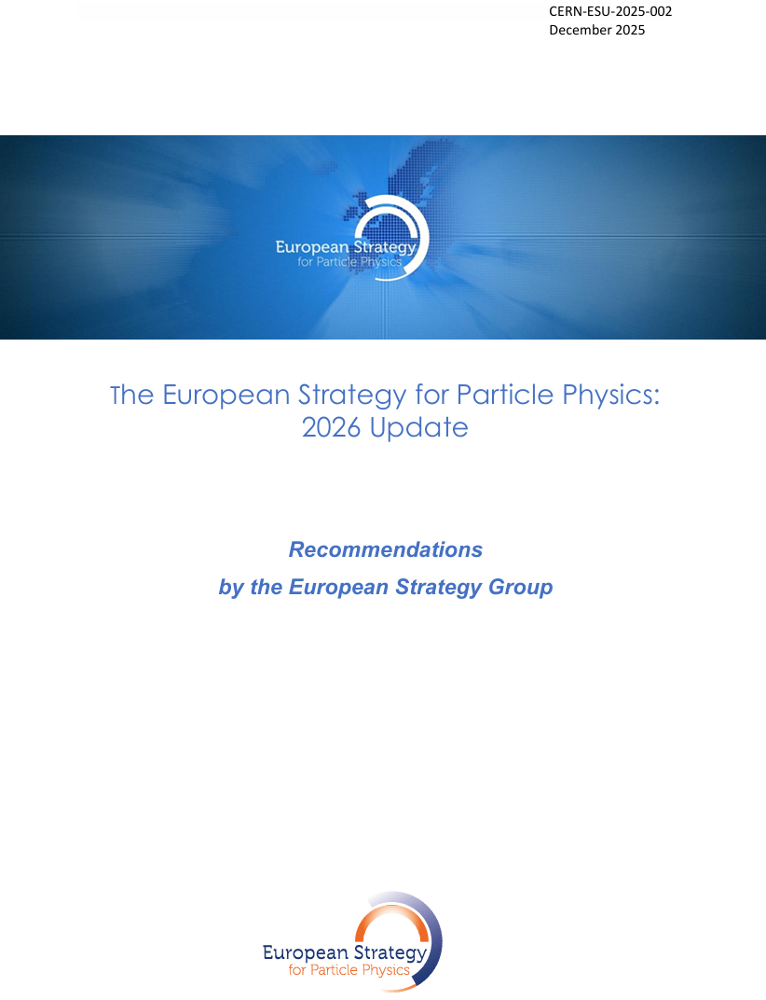 CERN-ESU-2025-002
December 2025
European Strategy
for Particle Physics
The European Strategy for Particle Physics:
2026 Update
Recommendations
by the European Strategy Group
European Strategy
for Particle Physics